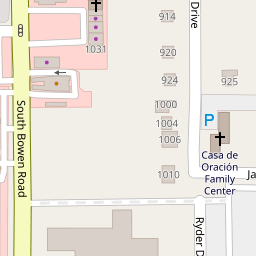 914
Drive
1031
920
924
925
1000
P
1004
1006
South Bowen Road
Casa de
Oración
Family
Center
1010
Ja
Ryder D